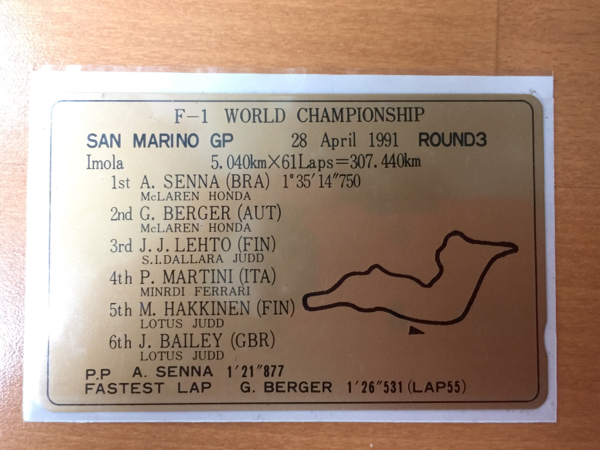 F-1 WORLD CHAMPIONSHIP
SAN MARINO GP 28 April 1991 ROUND3
Imola 5.040km×61Laps=307.440km
1st A. SENNA (BRA) 1°35′14″750
McLAREN HONDA
2nd G. BERGER (AUT)
McLAREN HONDA
3rd J. J. LEHTO (FIN)
S.I.DALLARA JUDD
4th P. MARTINI (ITA)
MINRDI FERRARI
5th M. HAKKINEN (FIN)
LOTUS JUDD
6th J. BAILEY (GBR)
LOTUS JUDD
P.P A. SENNA 1′21″877
FASTEST LAP G. BERGER 1′26″531 (LAP55)